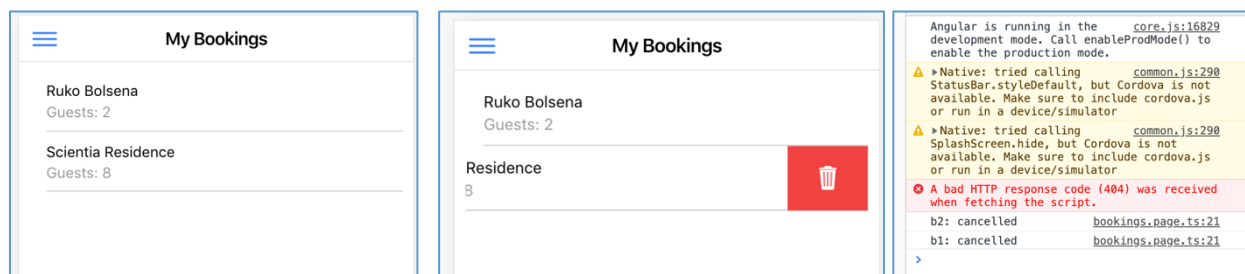 My Bookings
Ruko Bolsena
Guests: 2
Scientia Residence
Guests: 8
My Bookings
Ruko Bolsena
Guests: 2
Residence
8
Angular is running in the core.js:16829
development mode. Call enableProdMode() to
enable the production mode.
Native: tried calling common.js:290
StatusBar.styleDefault, but Cordova is not
available. Make sure to include cordova.js
or run in a device/simulator
Native: tried calling common.js:290
SplashScreen.hide, but Cordova is not
available. Make sure to include cordova.js
or run in a device/simulator
A bad HTTP response code (404) was received
when fetching the script.
b2: cancelled bookings.page.ts:21
b1: cancelled bookings.page.ts:21